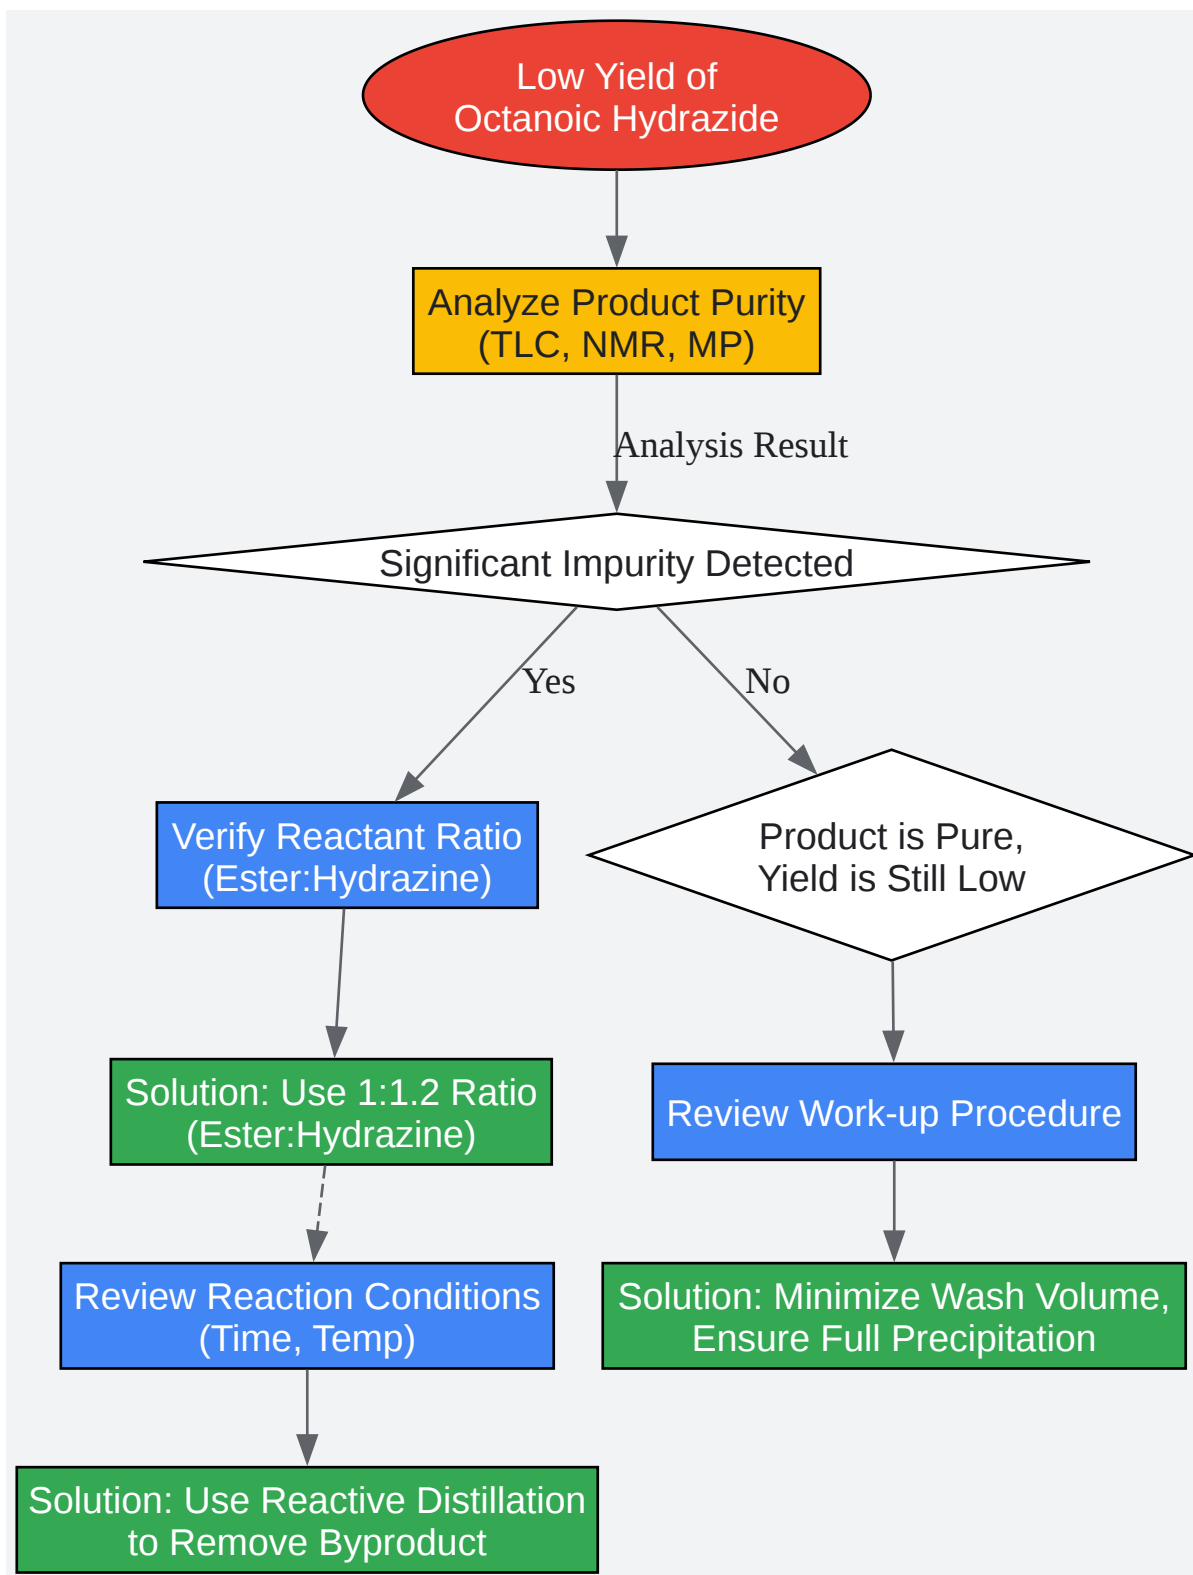 Low Yield of
Octanoic Hydrazide
Analyze Product Purity
(TLC, NMR, MP)
Analysis Result
Significant Impurity Detected
Yes
No
Verify Reactant Ratio
(Ester:Hydrazine)
Product is Pure,
Yield is Still Low
Solution: Use 1:1.2 Ratio
(Ester:Hydrazine)
Review Work-up Procedure
Review Reaction Conditions
(Time, Temp)
Solution: Minimize Wash Volume,
Ensure Full Precipitation
Solution: Use Reactive Distillation
to Remove Byproduct